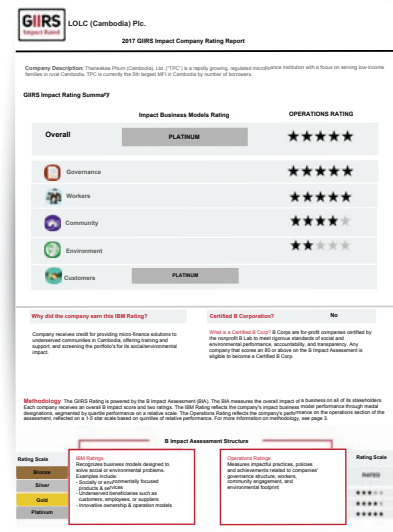 GIIRS
Impact Rated
LOLC (Cambodia) Plc.
2017 GIIRS Impact Company Rating Report
Company Description: Thaneakea Phum (Cambodia), Ltd. ("TPC") is a rapidly growing, regulated microfinance institution with a focus on serving low-income
families in rural Cambodia. TPC is currently the 5th largest MFI in Cambodia by number of borrowers.
GIIRS Impact Rating Summary
Impact Business Models Rating OPERATIONS RATING
Overall PLATINUM ★★★★★
Governance ★★★★★
Workers ★★★★★
Community ★★★★★
Environment ★★★★★
Customers PLATINUM
Why did the company earn this IBM Rating?
Company receives credit for providing micro-finance solutions to
underserved communities in Cambodia, offering training and
support, and screening the portfolio's for its social/environmental
impact.
Certified B Corporation? No
What is a Certified B Corp? B Corps are for-profit companies certified by
the nonprofit B Lab to meet rigorous standards of social and
environmental performance, accountability, and transparency. Any
company that scores an 80 or above on the B Impact Assessment is
eligible to become a Certified B Corp.
Methodology: The GIIRS Rating is powered by the B Impact Assessment (BIA). The BIA measures the overall impact of a business on all of its stakeholders.
Each company receives an overall B Impact score and two ratings. The IBM Rating reflects the company's impact business model performance through medal
designations, segmented by quartile performance on a relative scale. The Operations Rating reflects the company's performance on the operations section of the
assessment, reflected on a 1-5 star scale based on quintiles of relative performance. For more information on methodology, see page 3.
B Impact Assessment Structure
Rating Scale
Bronze
Silver
Gold
Platinum
IBM Ratings
Recognizes business models designed to
solve social or environmental problems.
Examples include:
- Socially or environmentally focused
products & services
- Underserved beneficiaries such as
customers, employees, or suppliers
- Innovative ownership & operation models
Operations Ratings
Measures impactful practices, policies
and achievements related to companies'
governance structure, workers,
community engagement, and
environmental footprint
Rating Scale
RATED
★★★★★
★★★★★
★★★★★